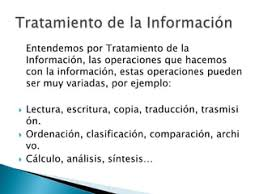 Tratamiento de la Información
Entendemos por Tratamiento de la
Información, las operaciones que hacemos
con la información, estas operaciones pueden
ser muy variadas, por ejemplo:
Lectura, escritura, copia, traducción, trasmisi
ón.
Ordenación, clasificación, comparación, archi
vo.
Cálculo, análisis, síntesis…